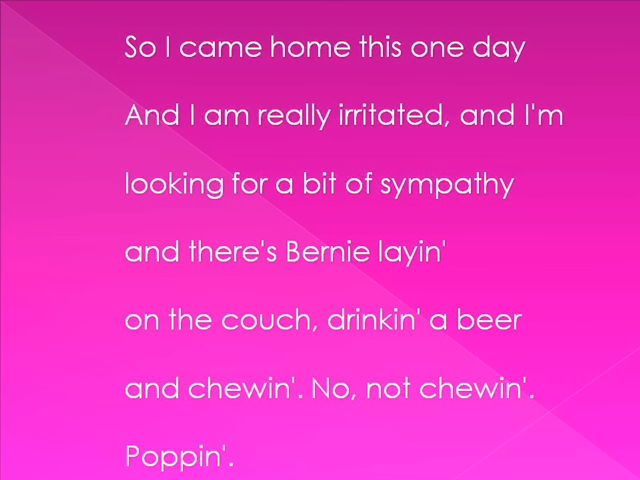 So I came home this one day
And I am really irritated, and I'm
looking for a bit of sympathy
and there's Bernie layin'
on the couch, drinkin' a beer
and chewin'. No, not chewin'.
Poppin'.